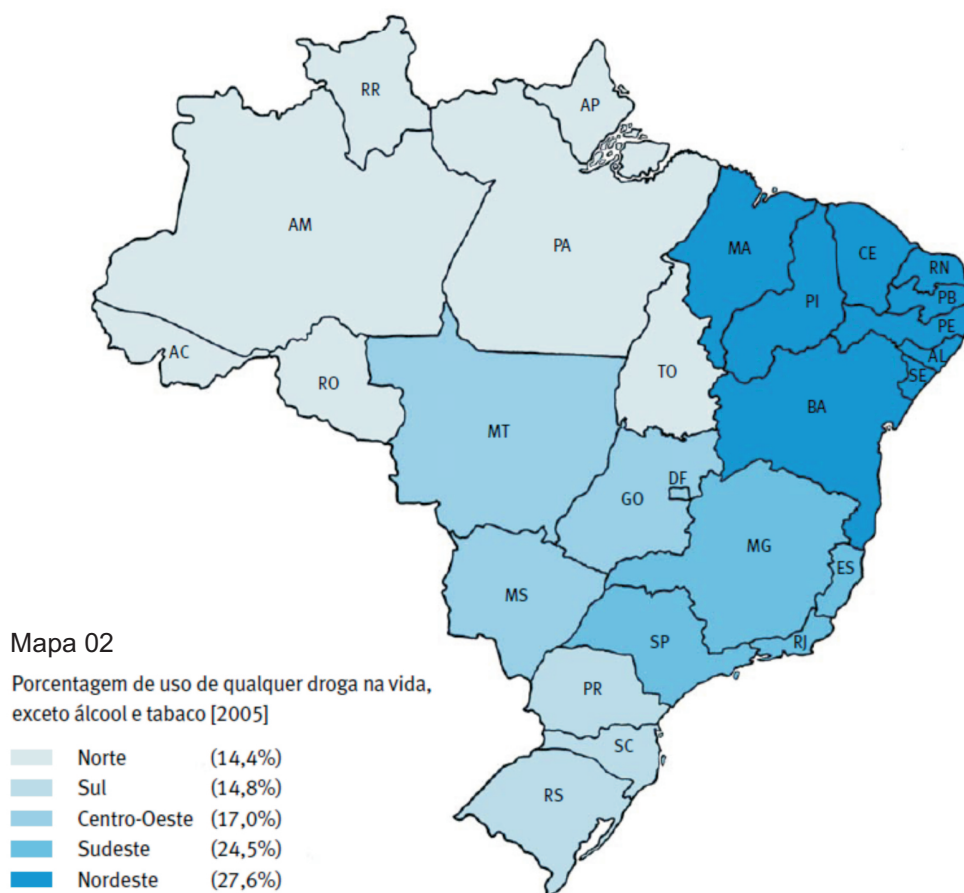 RR
AP
AM
PA
MA
CE
RN
PB
PI
PE
AL
SE
AC
RO
TO
BA
MT
DF
GO
MG
ES
MS
SP
RJ
PR
SC
RS
Mapa 02
Porcentagem de uso de qualquer droga na vida,
exceto álcool e tabaco [2005]
Norte (14,4%)
Sul (14,8%)
Centro-Oeste (17,0%)
Sudeste (24,5%)
Nordeste (27,6%)